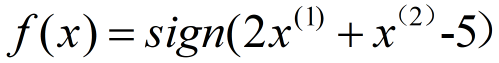 f(x) = sign(2x^{(1)} + x^{(2)}-5)